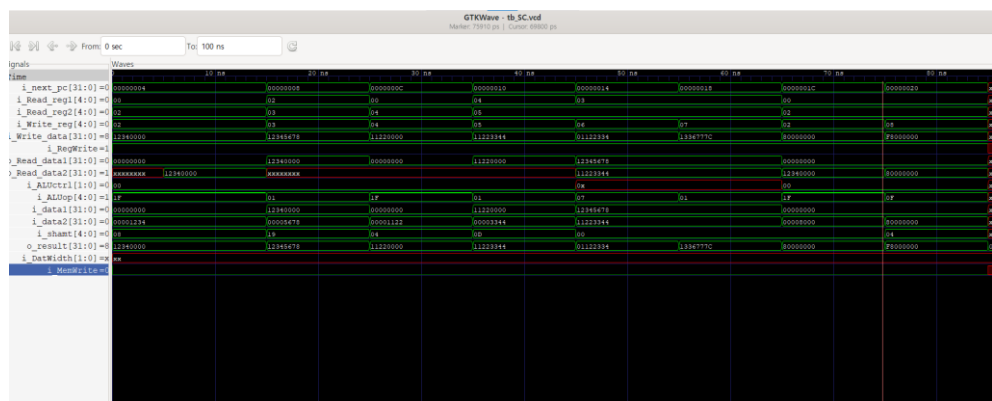 GTKWave - tb_SC.vcd
Marker: 75910 ps | Cursor: 69800 ps
From: 0 sec To: 100 ns
ignals
Waves
Time
10 ns 20 ns 30 ns 40 ns 50 ns 60 ns 70 ns 80 ns
i_next_pc[31:0] =0 00000004 00000008 0000000C 00000010 00000014 00000018 0000001C 00000020
i_Read_reg1[4:0] =0 00 02 00 04 03 00
i_Read_reg2[4:0] =0 02 03 04 05 02
i_Write_reg[4:0] =0 02 03 04 05 06 07 02 08
i_Write_data[31:0] =8 12340000 12345678 11220000 11223344 01122334 1336777C 80000000 F8000000
i_RegWrite =1
o_Read_data1[31:0] =0 00000000 12340000 00000000 11220000 12345678 00000000
o_Read_data2[31:0] =1 xxxxxxxx 12340000 xxxxxxxx 11223344 12340000 80000000
i_ALUctrl[1:0] =0 00 0x 00
i_ALUop[4:0] =1 1F 01 1F 01 07 01 1F 0F
i_data1[31:0] =0 00000000 12340000 00000000 11220000 12345678 00000000
i_data2[31:0] =0 00001234 00005678 00001122 00003344 11223344 00008000 80000000
i_shamt[4:0] =0 08 19 04 0D 00 04
o_result[31:0] =8 12340000 12345678 11220000 11223344 01122334 1336777C 80000000 F8000000
i_DatWidth[1:0] =x xx
i_MemWrite =0